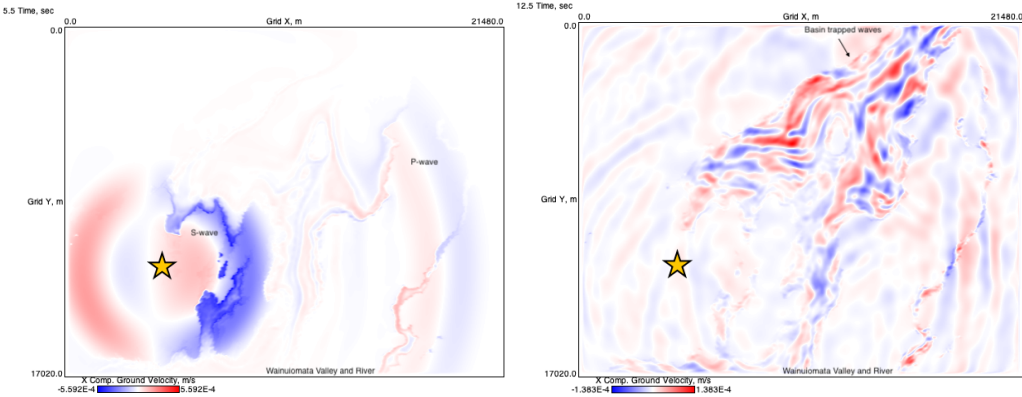 5.5 Time, sec
0.0
Grid X, m
21480.0
0.0
P-wave
Grid Y, m
S-wave
17020.0
Wainuiomata Valley and River
X Comp. Ground Velocity, m/s
-5.592E-4
5.592E-4
12.5 Time, sec
0.0
Grid X, m
21480.0
0.0
Basin trapped waves
Grid Y, m
17020.0
Wainuiomata Valley and River
X Comp. Ground Velocity, m/s
-1.383E-4
1.383E-4